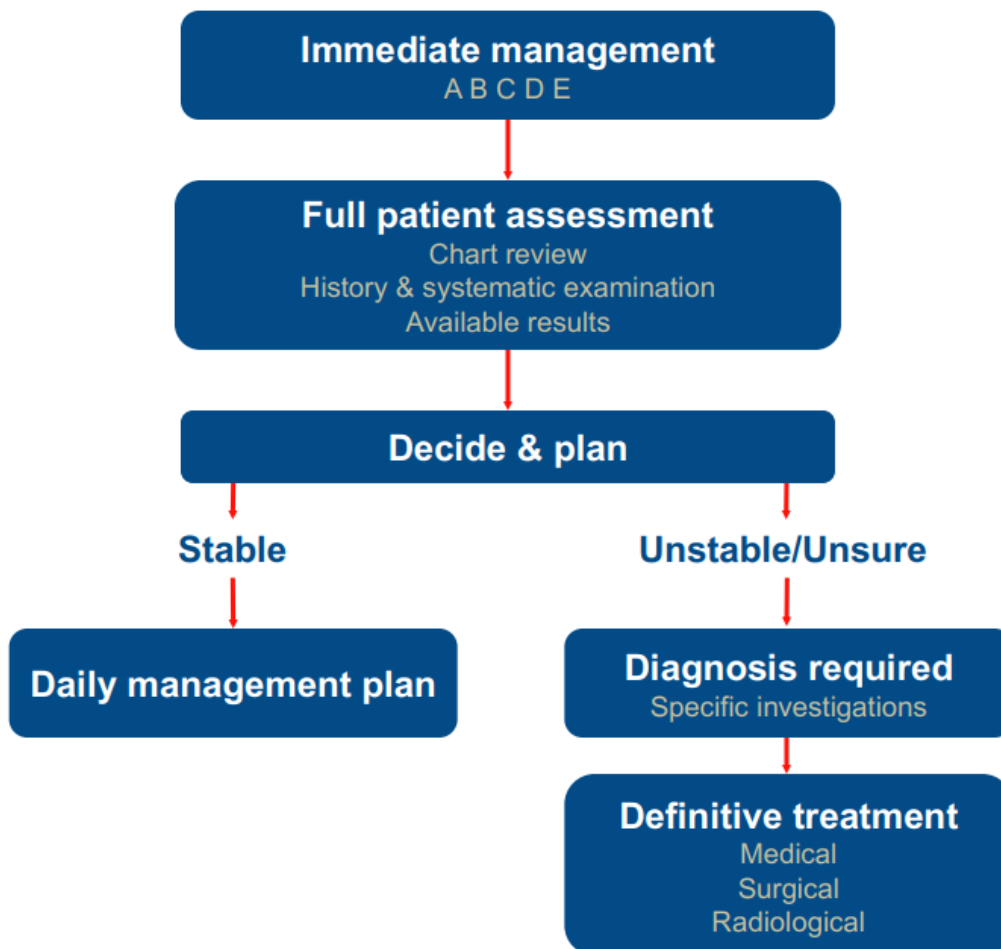 Immediate management
A B C D E
Full patient assessment
Chart review
History & systematic examination
Available results
Decide & plan
Stable
Unstable/Unsure
Daily management plan
Diagnosis required
Specific investigations
Definitive treatment
Medical
Surgical
Radiological